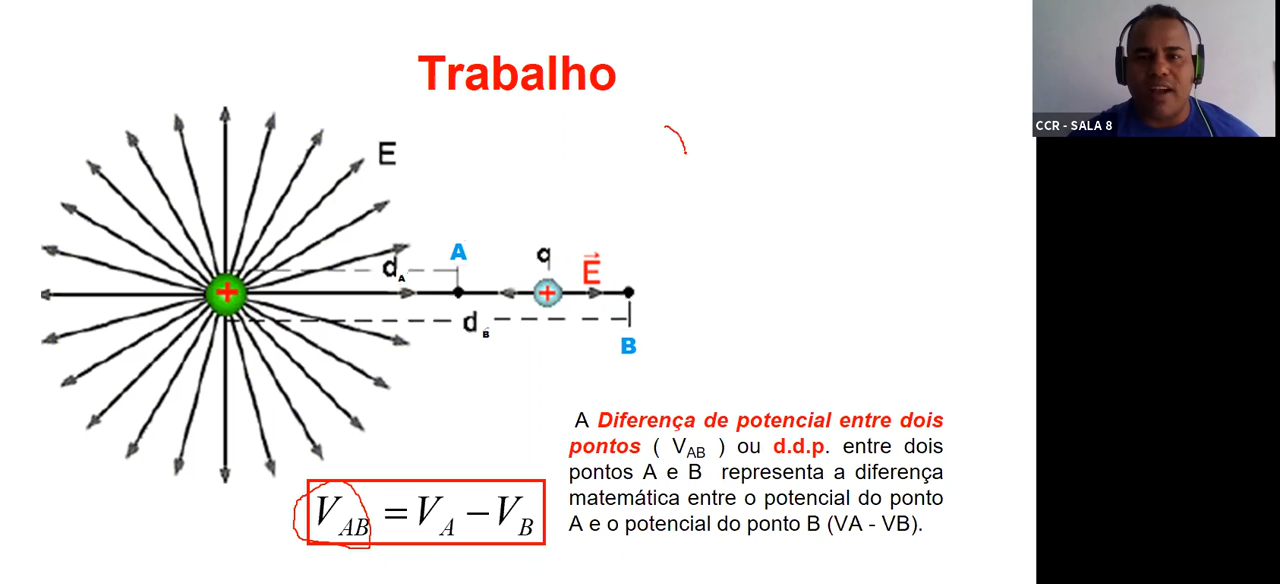 Trabalho
CCR - SALA 8
E
A
q
E
dA
dB
B
A Diferença de potencial entre dois
pontos ( VAB ) ou d.d.p. entre dois
pontos A e B representa a diferença
matemática entre o potencial do ponto
A e o potencial do ponto B (VA - VB).
VAB = VA − VB